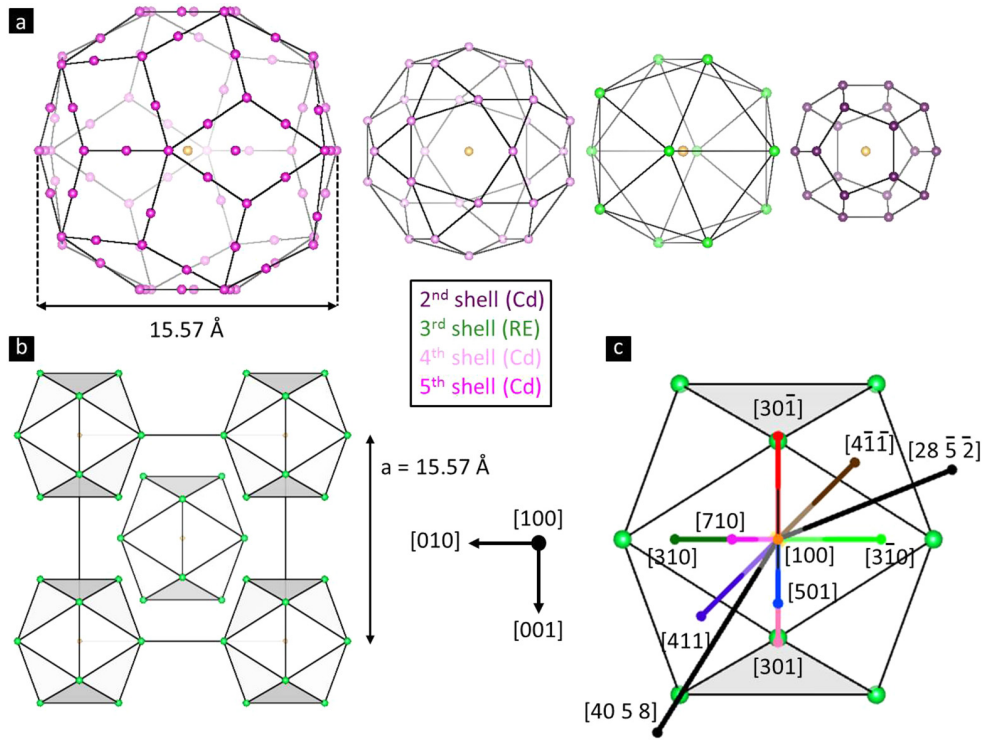 a
15.57 Å
2nd shell (Cd)
3rd shell (RE)
4th shell (Cd)
5th shell (Cd)
b
a = 15.57 Å
[100]
[010]
[001]
c
[301̄]
[41̄1̄]
[28 5̄ 2̄]
[710]
[310]
[100]
[31̄0]
[501]
[411]
[301]
[40 5 8]